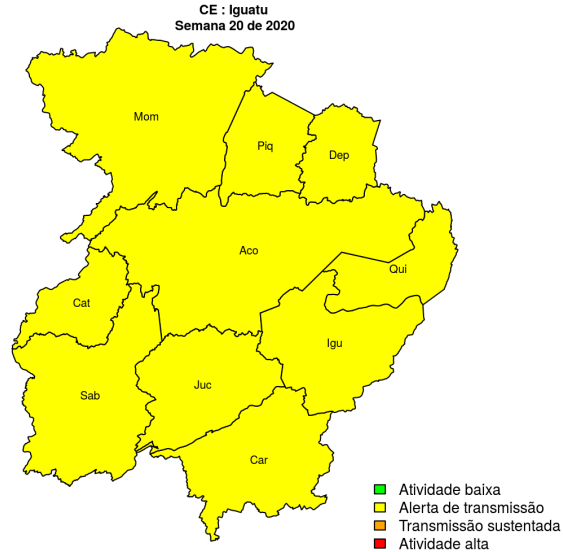 CE : Iguatu
Semana 20 de 2020
Mom
Piq
Dep
Aco
Qui
Cat
Igu
Juc
Sab
Car
Atividade baixa
Alerta de transmissão
Transmissão sustentada
Atividade alta